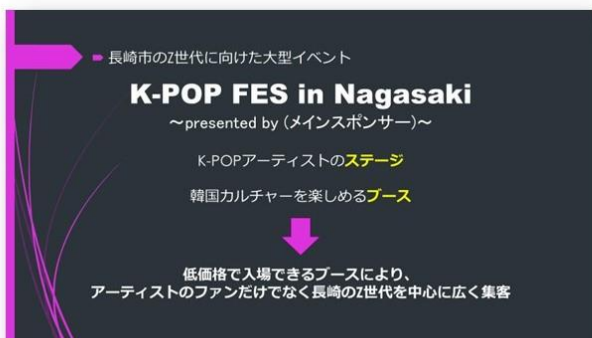 長崎市のZ世代に向けた大型イベント
K-POP FES in Nagasaki
～presented by (メインスポンサー)～
K-POPアーティストのステージ
韓国カルチャーを楽しめるブース
低価格で入場できるブースにより、
アーティストのファンだけでなく長崎のZ世代を中心に広く集客